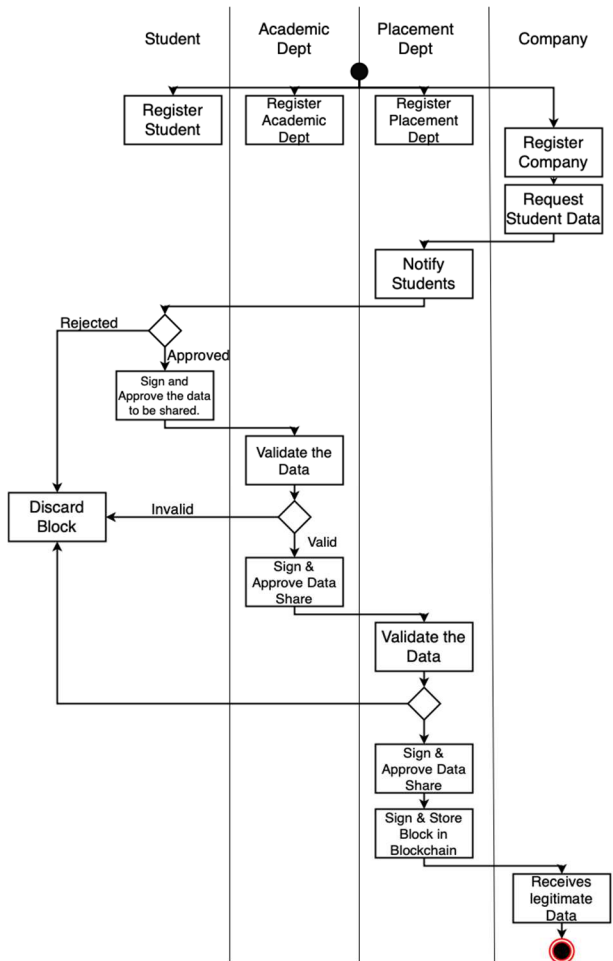 Student
Academic
Dept
Placement
Dept
Company
Register
Student
Register
Academic
Dept
Register
Placement
Dept
Register
Company
Request
Student Data
Notify
Students
Rejected
Approved
Sign and
Approve the data
to be shared.
Validate the
Data
Discard
Block
Invalid
Valid
Sign &
Approve Data
Share
Validate the
Data
Sign &
Approve Data
Share
Sign & Store
Block in
Blockchain
Receives
legitimate
Data